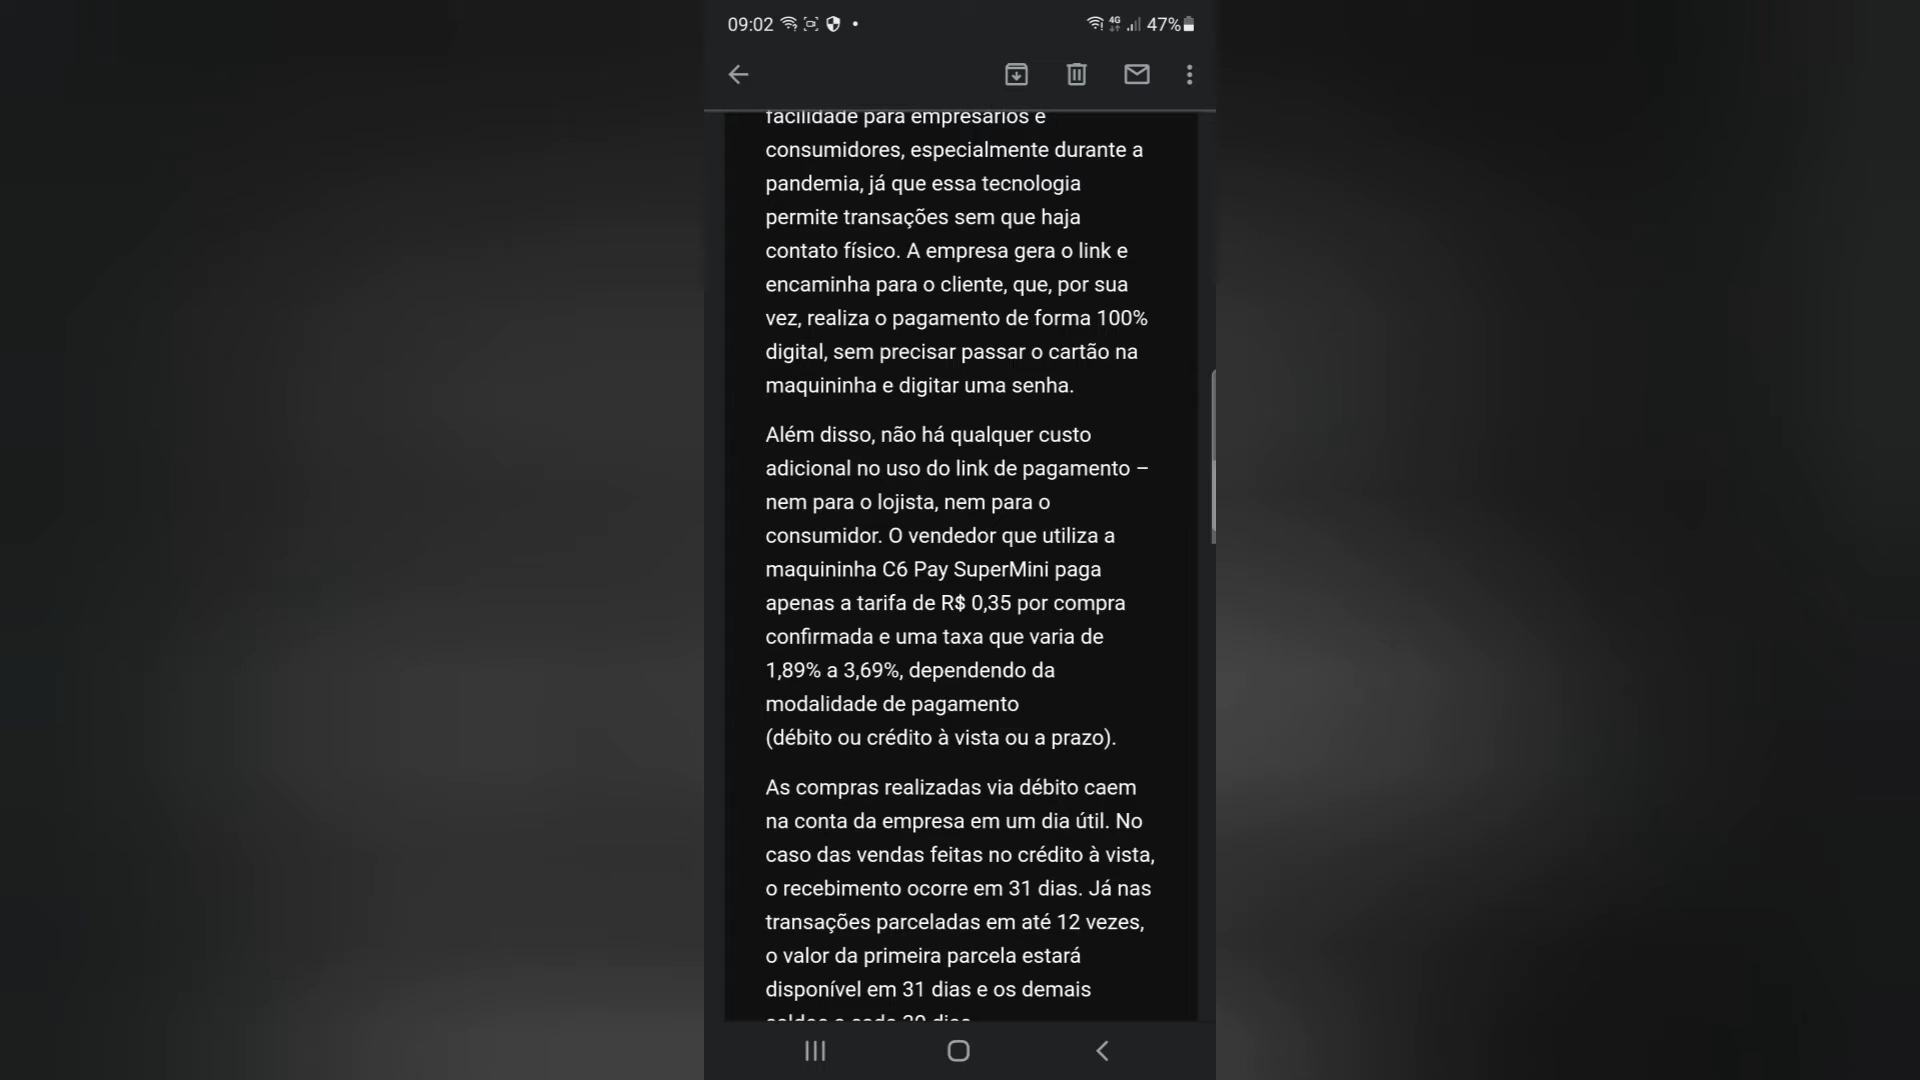 09:02
4G
47%
facilidade para empresários e
consumidores, especialmente durante a
pandemia, já que essa tecnologia
permite transações sem que haja
contato físico. A empresa gera o link e
encaminha para o cliente, que, por sua
vez, realiza o pagamento de forma 100%
digital, sem precisar passar o cartão na
maquininha e digitar uma senha.
Além disso, não há qualquer custo
adicional no uso do link de pagamento –
nem para o lojista, nem para o
consumidor. O vendedor que utiliza a
maquininha C6 Pay SuperMini paga
apenas a tarifa de R$ 0,35 por compra
confirmada e uma taxa que varia de
1,89% a 3,69%, dependendo da
modalidade de pagamento
(débito ou crédito à vista ou a prazo).
As compras realizadas via débito caem
na conta da empresa em um dia útil. No
caso das vendas feitas no crédito à vista,
o recebimento ocorre em 31 dias. Já nas
transações parceladas em até 12 vezes,
o valor da primeira parcela estará
disponível em 31 dias e os demais